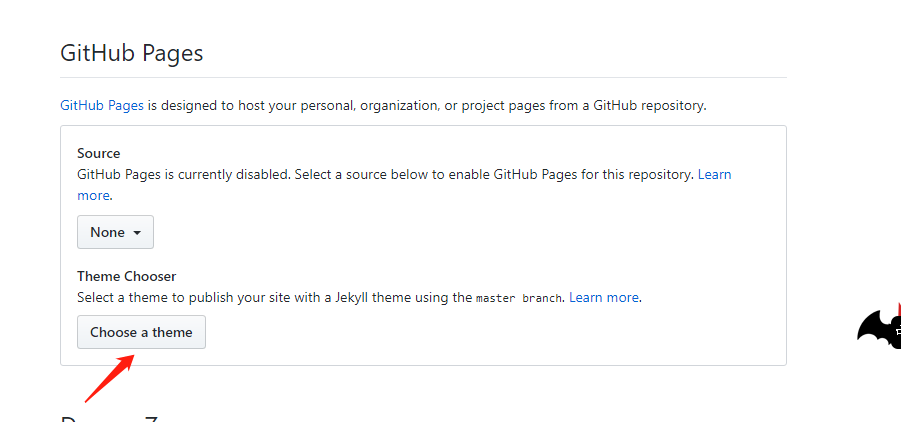 GitHub Pages
GitHub Pages is designed to host your personal, organization, or project pages from a GitHub repository.
Source
GitHub Pages is currently disabled. Select a source below to enable GitHub Pages for this repository. Learn
more.
None
Theme Chooser
Select a theme to publish your site with a Jekyll theme using the master branch. Learn more.
Choose a theme